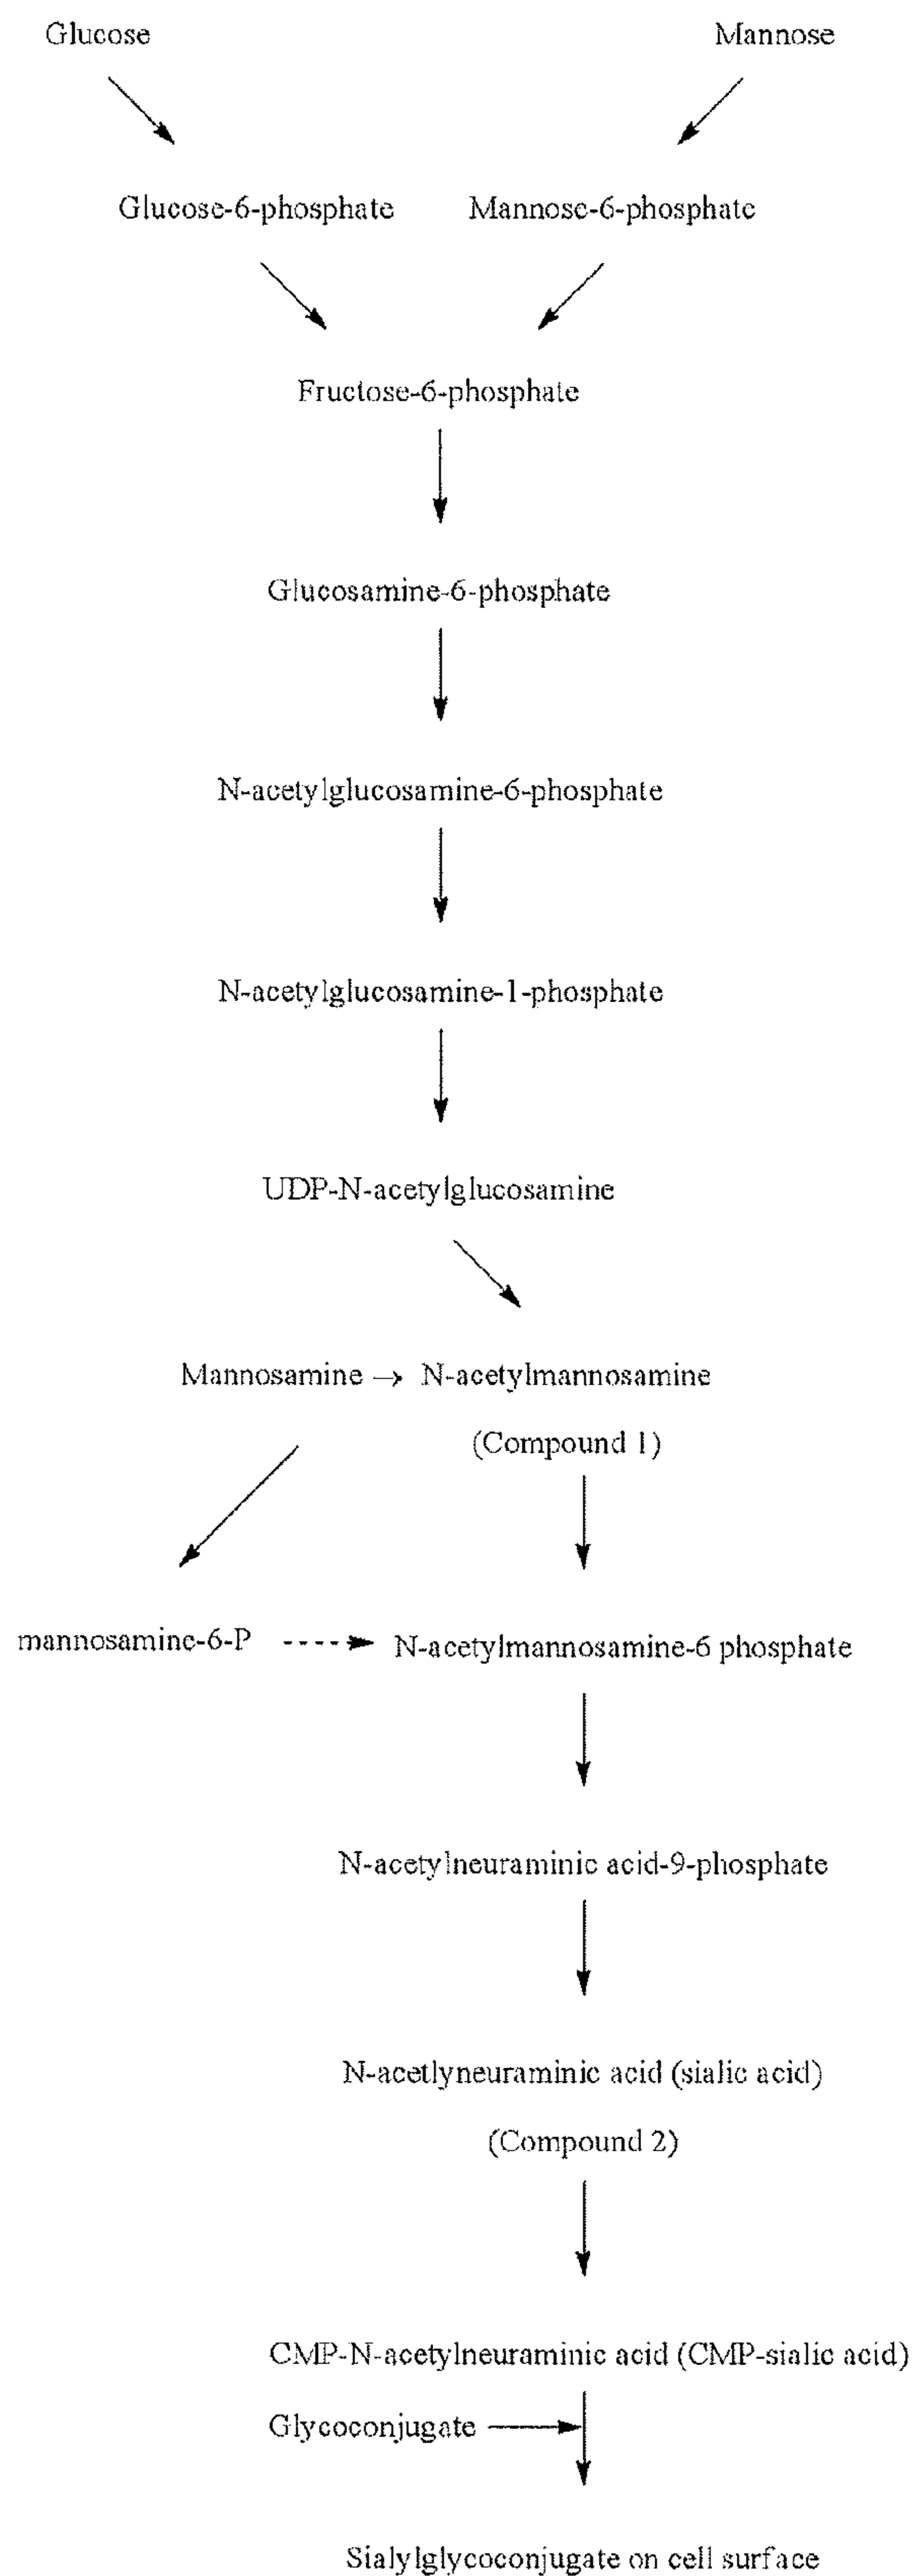 Glucose Mannose
Glucose-6-phosphate Mannose-6-phosphate
Fructose-6-phosphate
Glucosamine-6-phosphate
N-acetylglucosamine-6-phosphate
N-acetylglucosamine-1-phosphate
UDP-N-acetylglucosamine
Mannosamine → N-acetylmannosamine
(Compound 1)
mannosamine-6-P N-acetylmannosamine-6 phosphate
N-acetylneuraminic acid-9-phosphate
N-acetlyneuraminic acid (sialic acid)
(Compound 2)
CMP-N-acetylneuraminic acid (CMP-sialic acid)
Glycoconjugate
Sialylglycoconjugate on cell surface